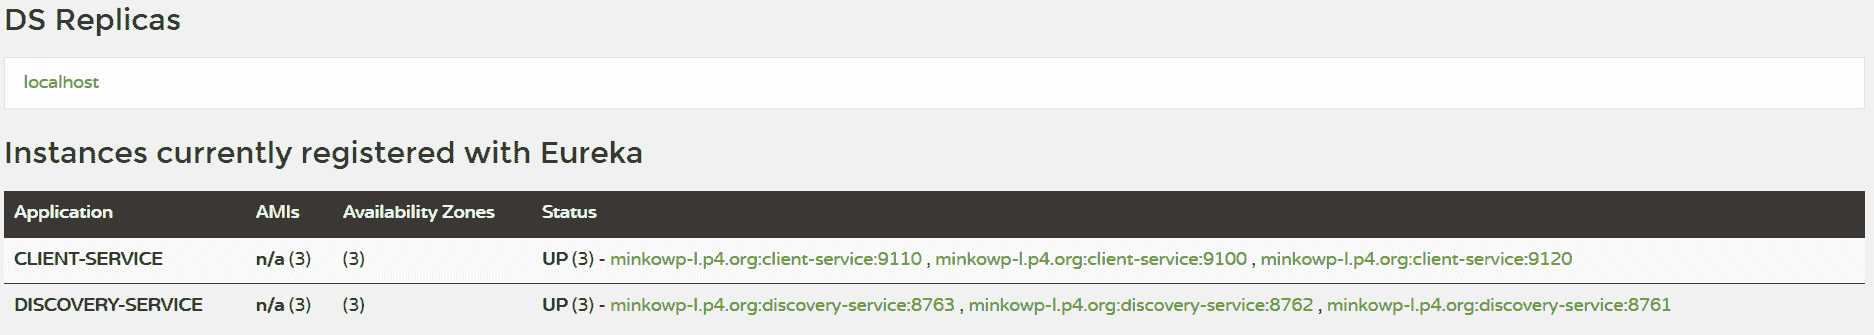 DS Replicas
localhost
Instances currently registered with Eureka
Application AMIs Availability Zones Status
CLIENT-SERVICE n/a (3) (3) UP (3) - minkowp-l.p4.org:client-service:9110 , minkowp-l.p4.org:client-service:9100 , minkowp-l.p4.org:client-service:9120
DISCOVERY-SERVICE n/a (3) (3) UP (3) - minkowp-l.p4.org:discovery-service:8763 , minkowp-l.p4.org:discovery-service:8762 , minkowp-l.p4.org:discovery-service:8761